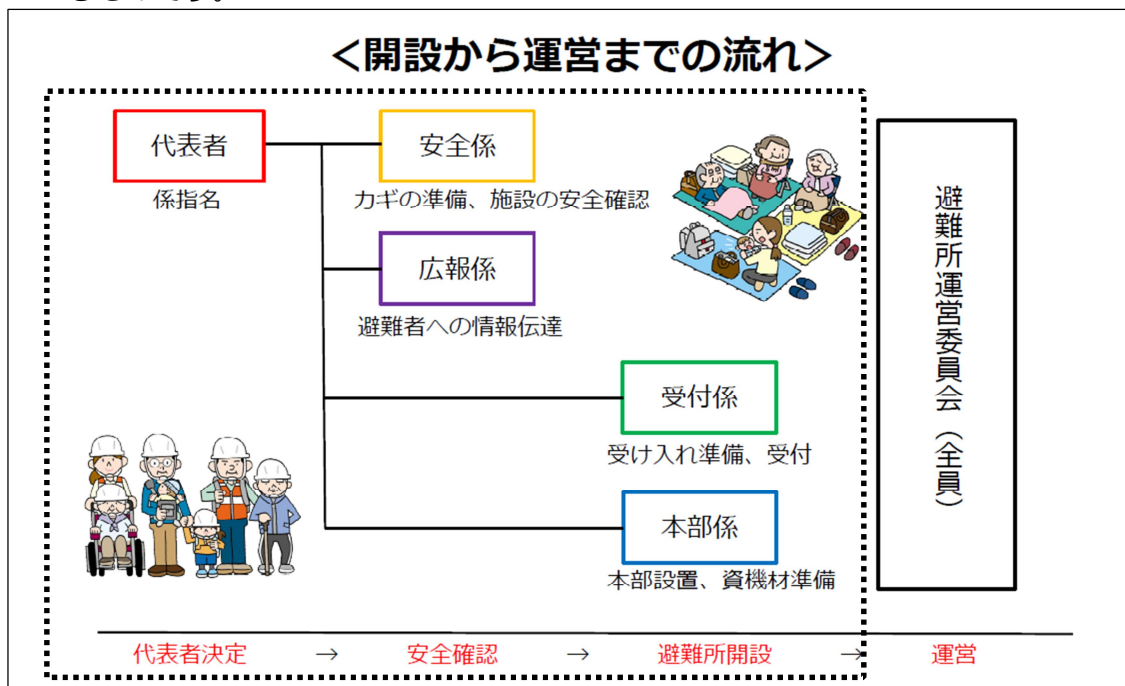 ＜開設から運営までの流れ＞
代表者
係指名
安全係
カギの準備、施設の安全確認
広報係
避難者への情報伝達
受付係
受け入れ準備、受付
本部係
本部設置、資機材準備
避難所運営委員会（全員）
代表者決定 → 安全確認 → 避難所開設 → 運営